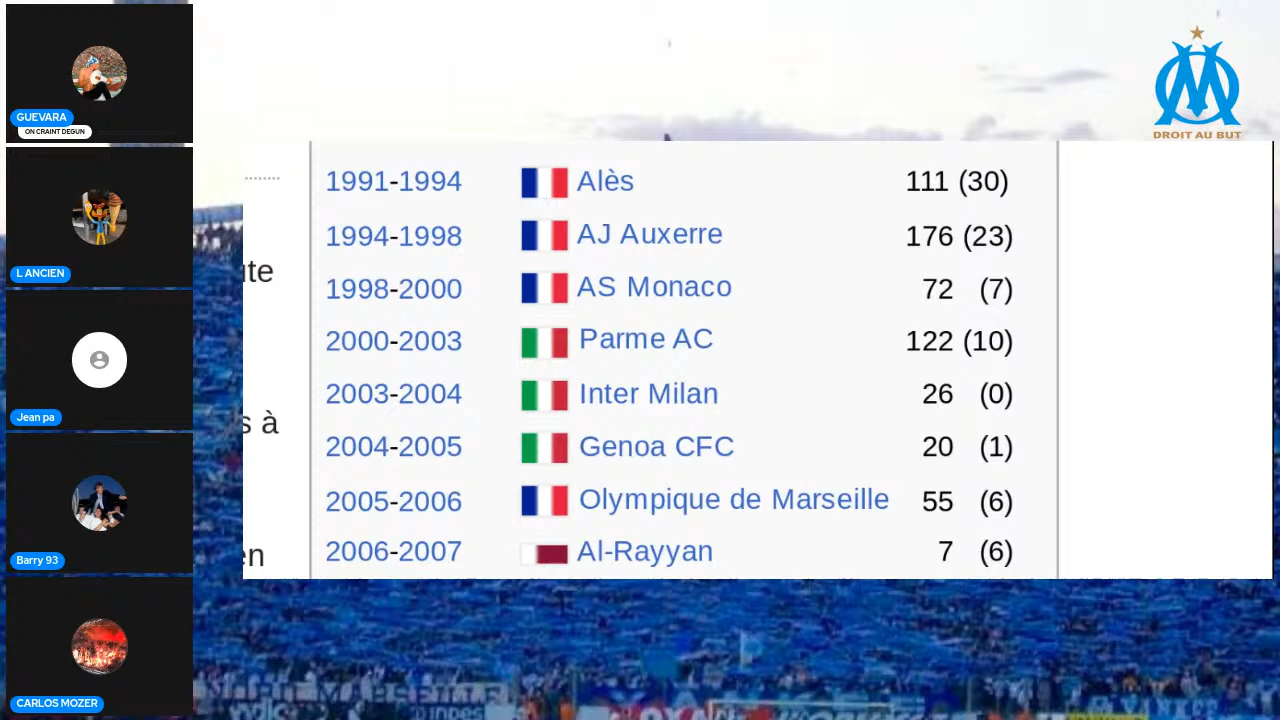 GUEVARA
ON CRAINT DEGUN
L ANCIEN
Jean pa
Barry 93
CARLOS MOZER
DROIT AU BUT
1991-1994 Alès 111 (30)
1994-1998 AJ Auxerre 176 (23)
1998-2000 AS Monaco 72 (7)
2000-2003 Parme AC 122 (10)
2003-2004 Inter Milan 26 (0)
2004-2005 Genoa CFC 20 (1)
2005-2006 Olympique de Marseille 55 (6)
2006-2007 Al-Rayyan 7 (6)
s à
en
MARSEILLE